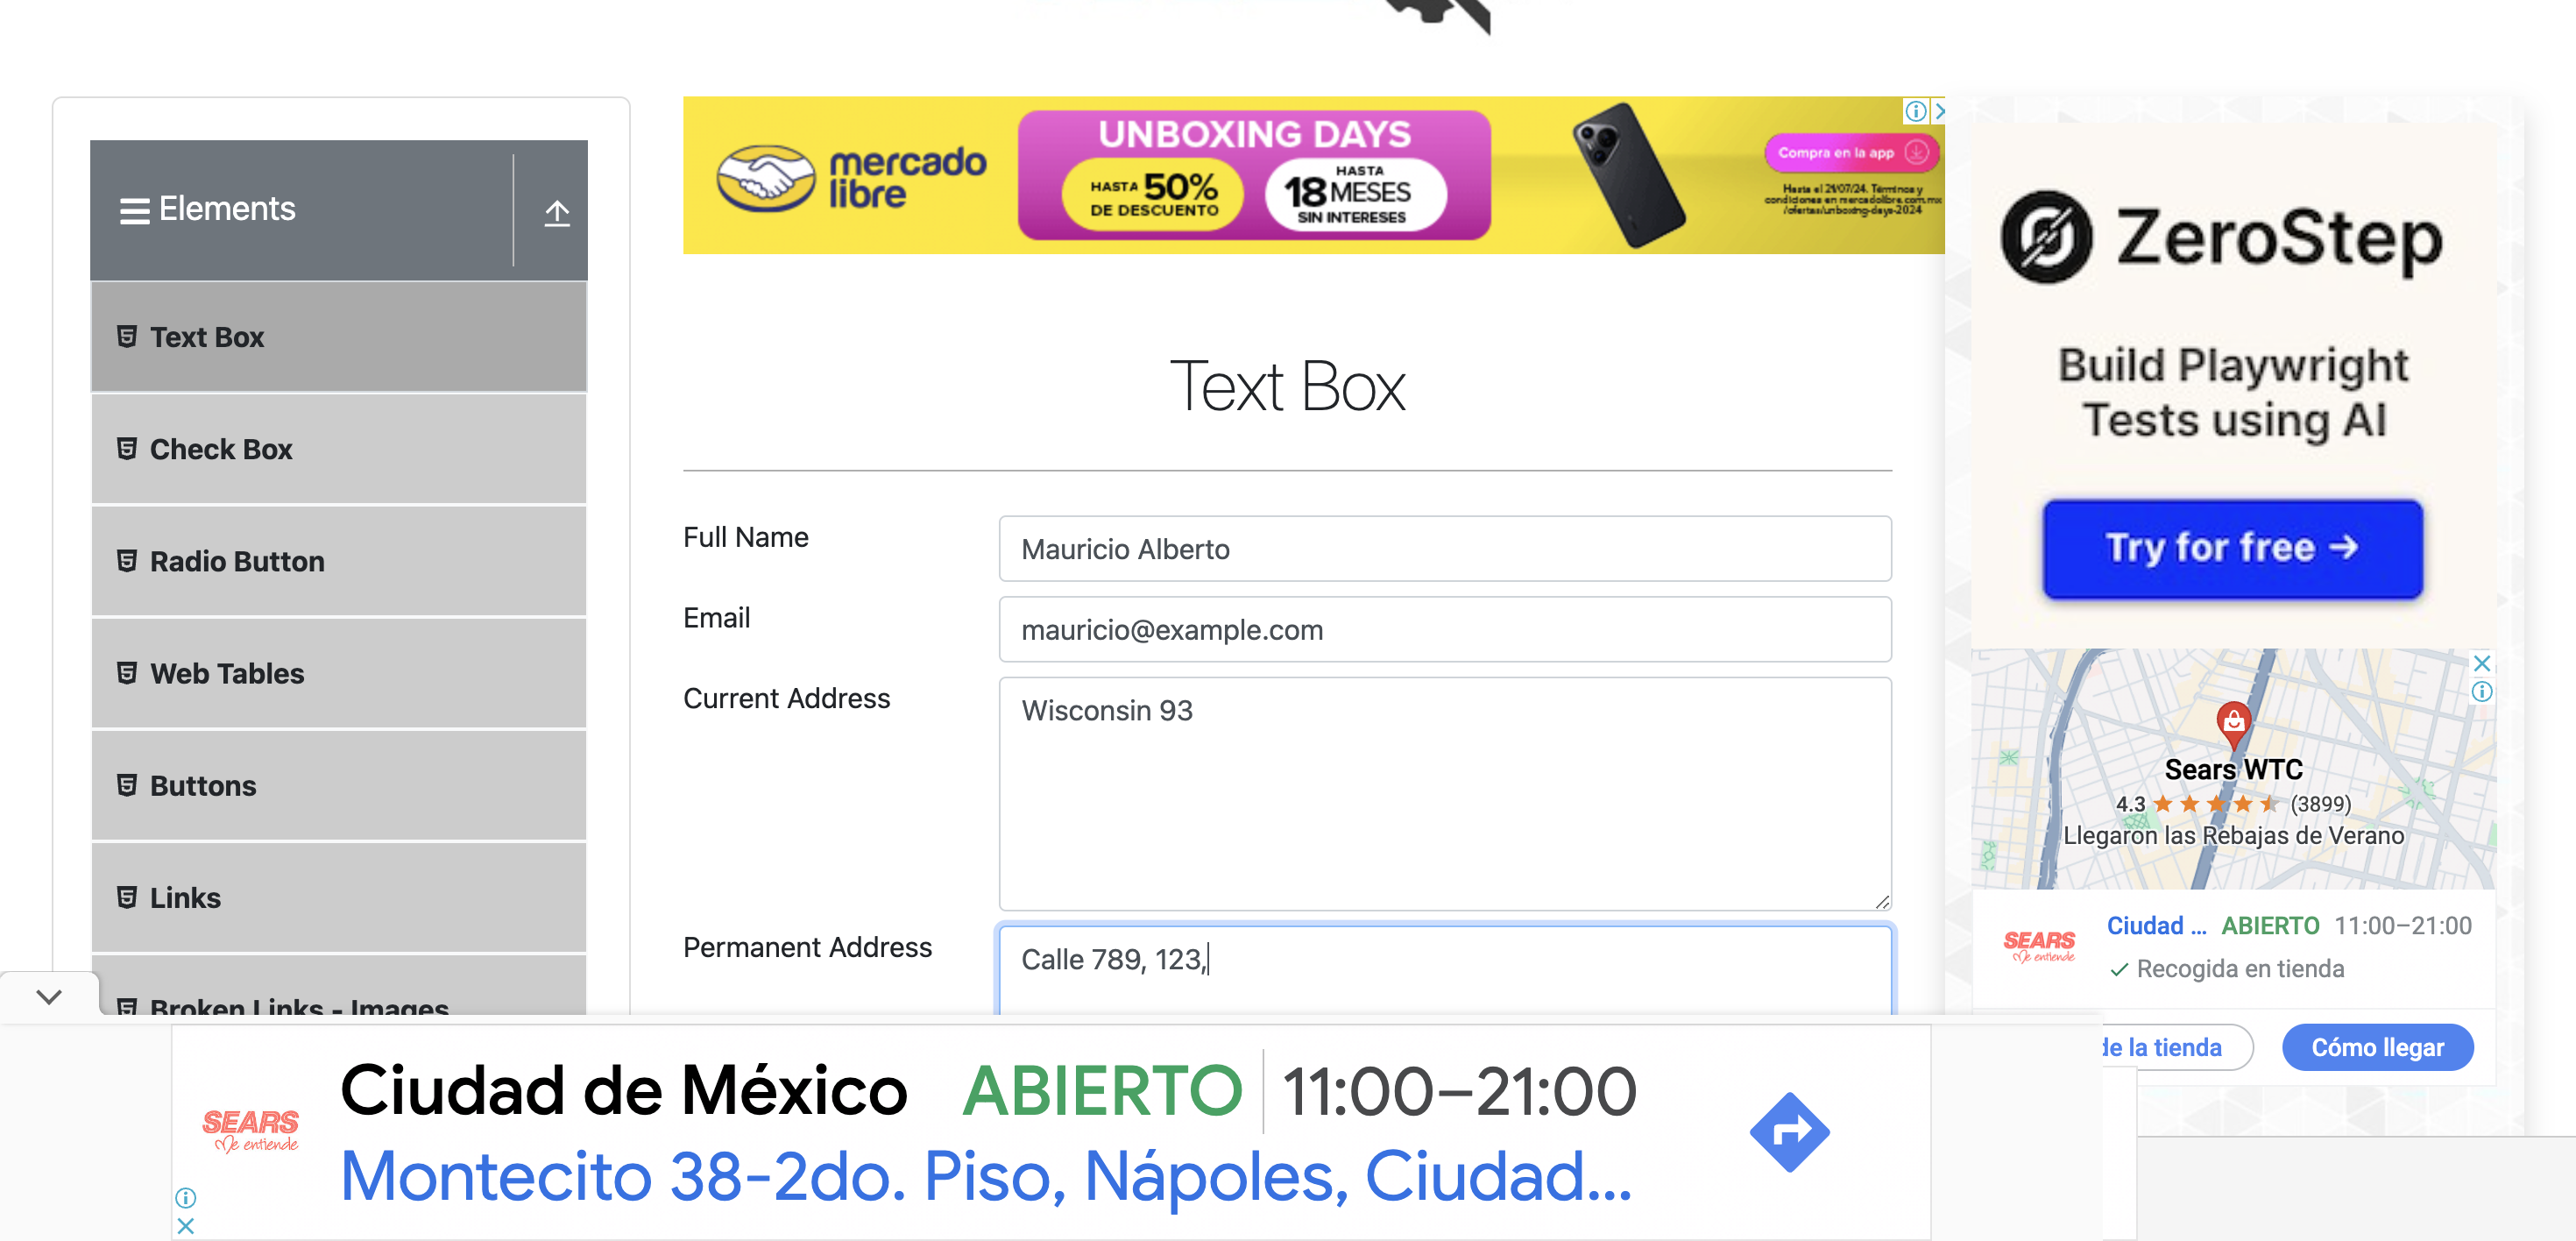 Elements
Text Box
Check Box
Radio Button
Web Tables
Buttons
Links
Broken Links - Images
mercado
libre
UNBOXING DAYS
HASTA 50%
DE DESCUENTO
HASTA
18 MESES
SIN INTERESES
Compra en la app
Hasta el 21/07/24. Términos y
condiciones en mercadolibre.com.mx
/ofertas/unboxing-days-2024
Text Box
Full Name
Mauricio Alberto
Email
mauricio@example.com
Current Address
Wisconsin 93
Permanent Address
Calle 789, 123,
ZeroStep
Build Playwright
Tests using AI
Try for free →
Sears WTC
4.3 (3899)
Llegaron las Rebajas de Verano
SEARS
Me entiende
Ciudad ... ABIERTO 11:00–21:00
Recogida en tienda
de la tienda
Cómo llegar
SEARS
Me entiende
Ciudad de México ABIERTO 11:00–21:00
Montecito 38-2do. Piso, Nápoles, Ciudad...